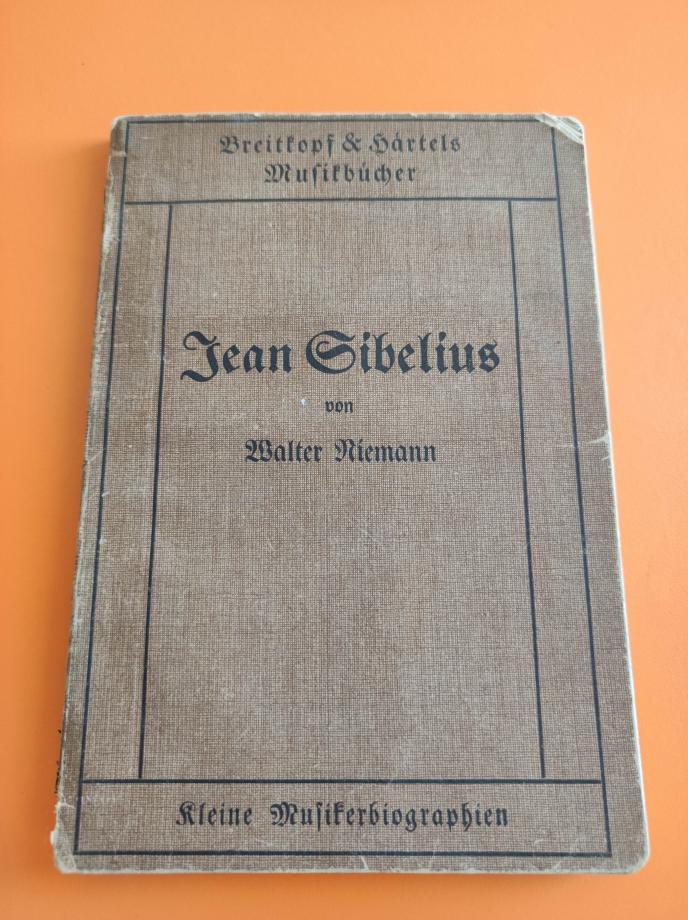 Breitkopf & Härtels
Muſikbücher
Jean Sibelius
von
Walter Niemann
Kleine Muſikerbiographien